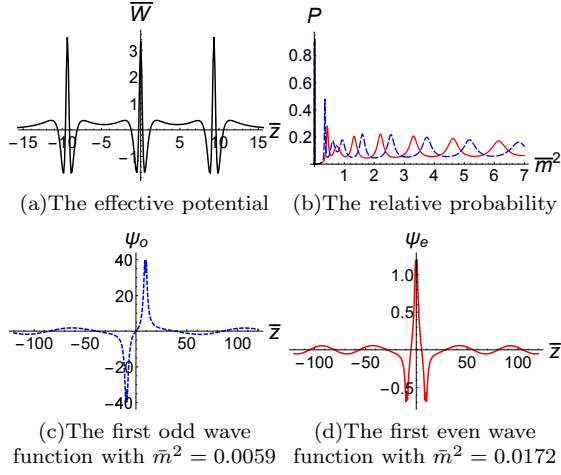 W̅ P
3
2
1
−1
−15 −10 −5 5 10 15 z̅
0.8
0.6
0.4
0.2
1 2 3 4 5 6 7 m̅²
(a)The effective potential (b)The relative probability
ψo ψe
40
20
−20
−40
−100 −50 50 100 z̅
1.0
0.5
−0.5
−100 −50 50 100 z̅
(c)The first odd wave (d)The first even wave
function with m̄² = 0.0059 function with m̄² = 0.0172